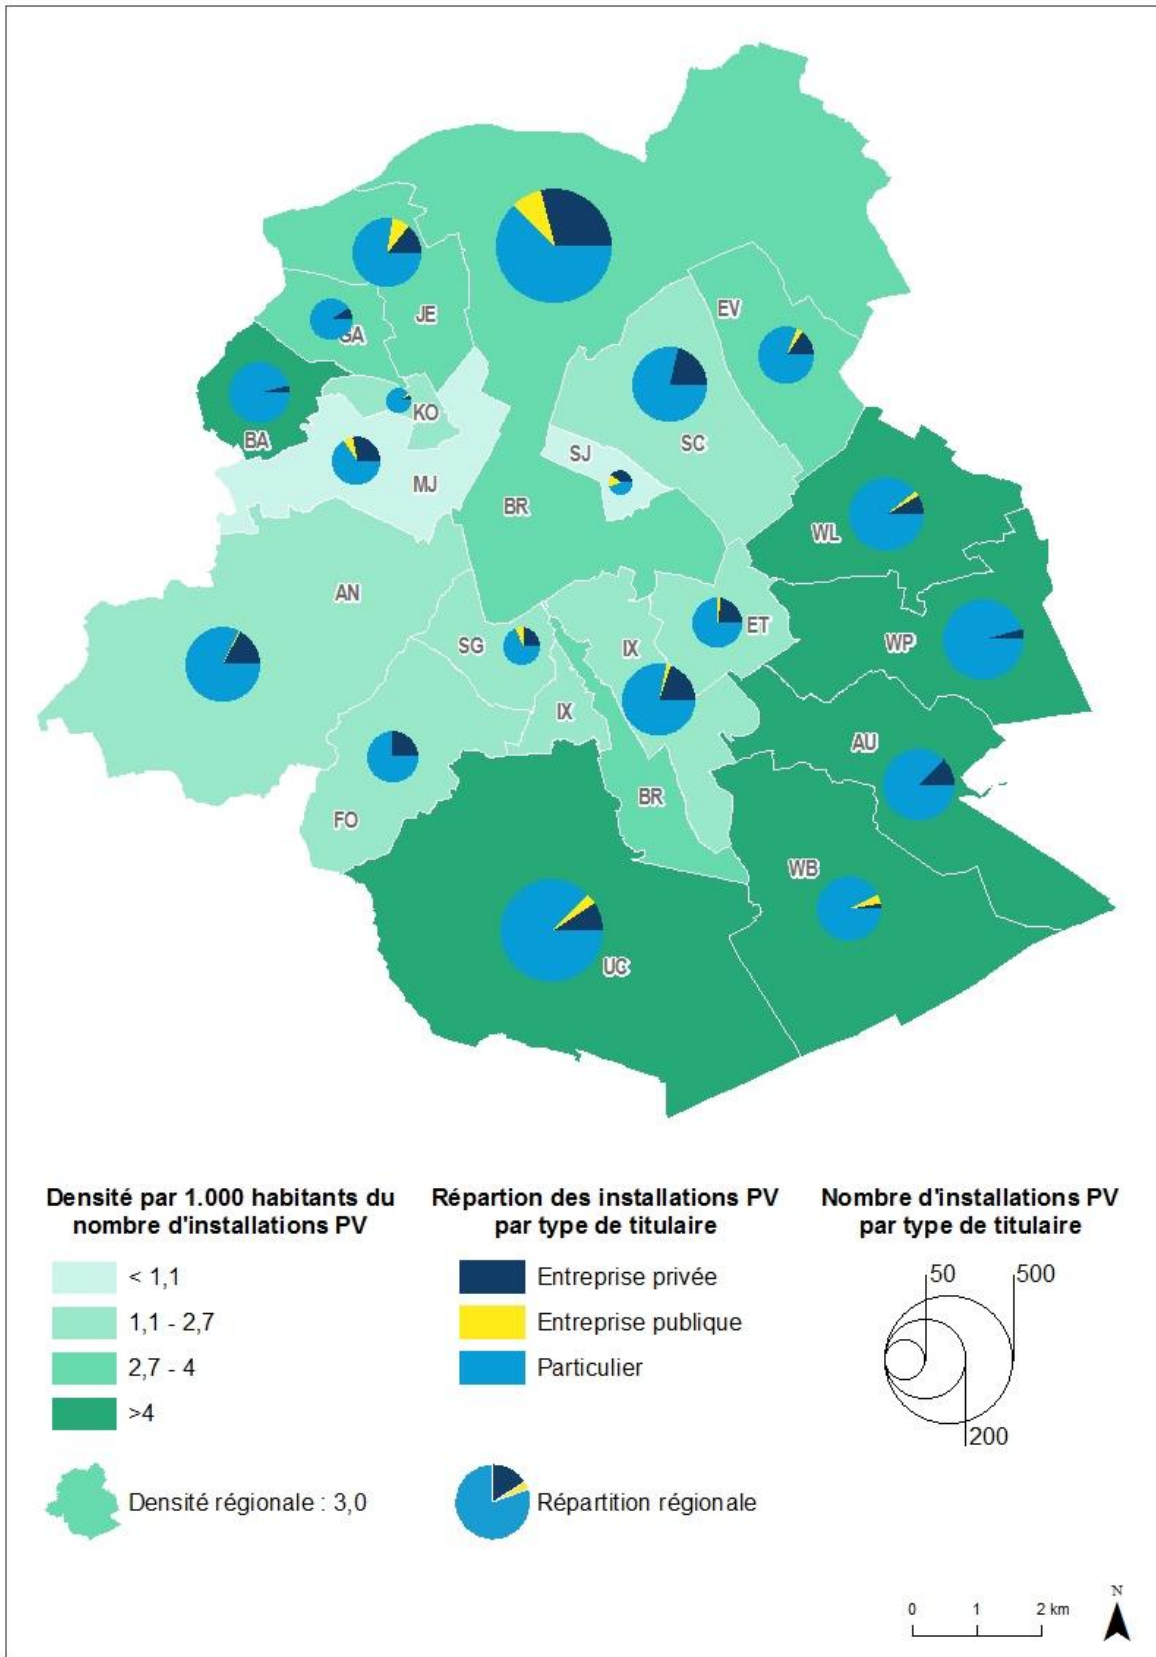 EV
JE
GA
KO
BA
SC
SJ
MJ
BR
WL
AN
ET
SG
IX
WP
IX
AU
BR
FO
WB
UC
Densité par 1.000 habitants du
nombre d'installations PV
< 1,1
1,1 - 2,7
2,7 - 4
>4
Densité régionale : 3,0
Répartion des installations PV
par type de titulaire
Entreprise privée
Entreprise publique
Particulier
Répartition régionale
Nombre d'installations PV
par type de titulaire
50
500
200
N
0 1 2 km